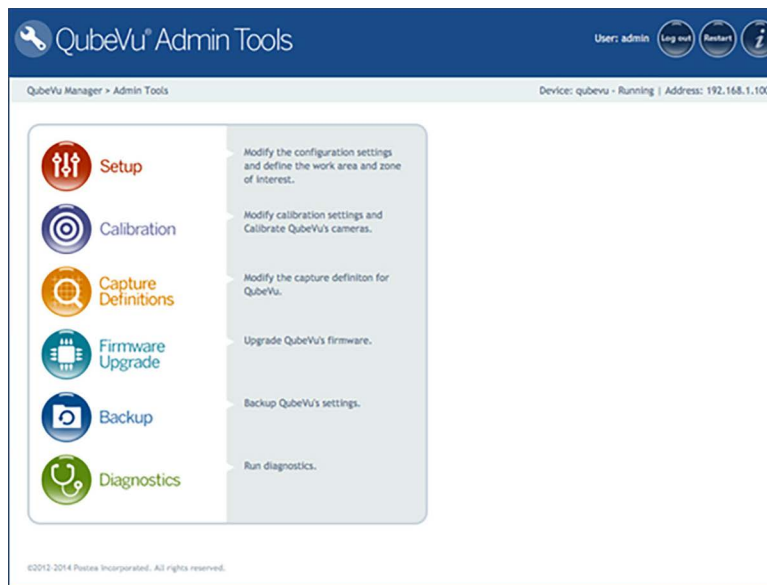 QubeVu® Admin Tools
User: admin
Log out
Restart
i
QubeVu Manager > Admin Tools
Device: qubevu - Running | Address: 192.168.1.100
Setup
Modify the configuration settings
and define the work area and zone
of interest.
Calibration
Modify calibration settings and
Calibrate QubeVu's cameras.
Capture
Definitions
Modify the capture definiton for
QubeVu.
Firmware
Upgrade
Upgrade QubeVu's firmware.
Backup
Backup QubeVu's settings.
Diagnostics
Run diagnostics.
©2012-2014 Postea Incorporated. All rights reserved.